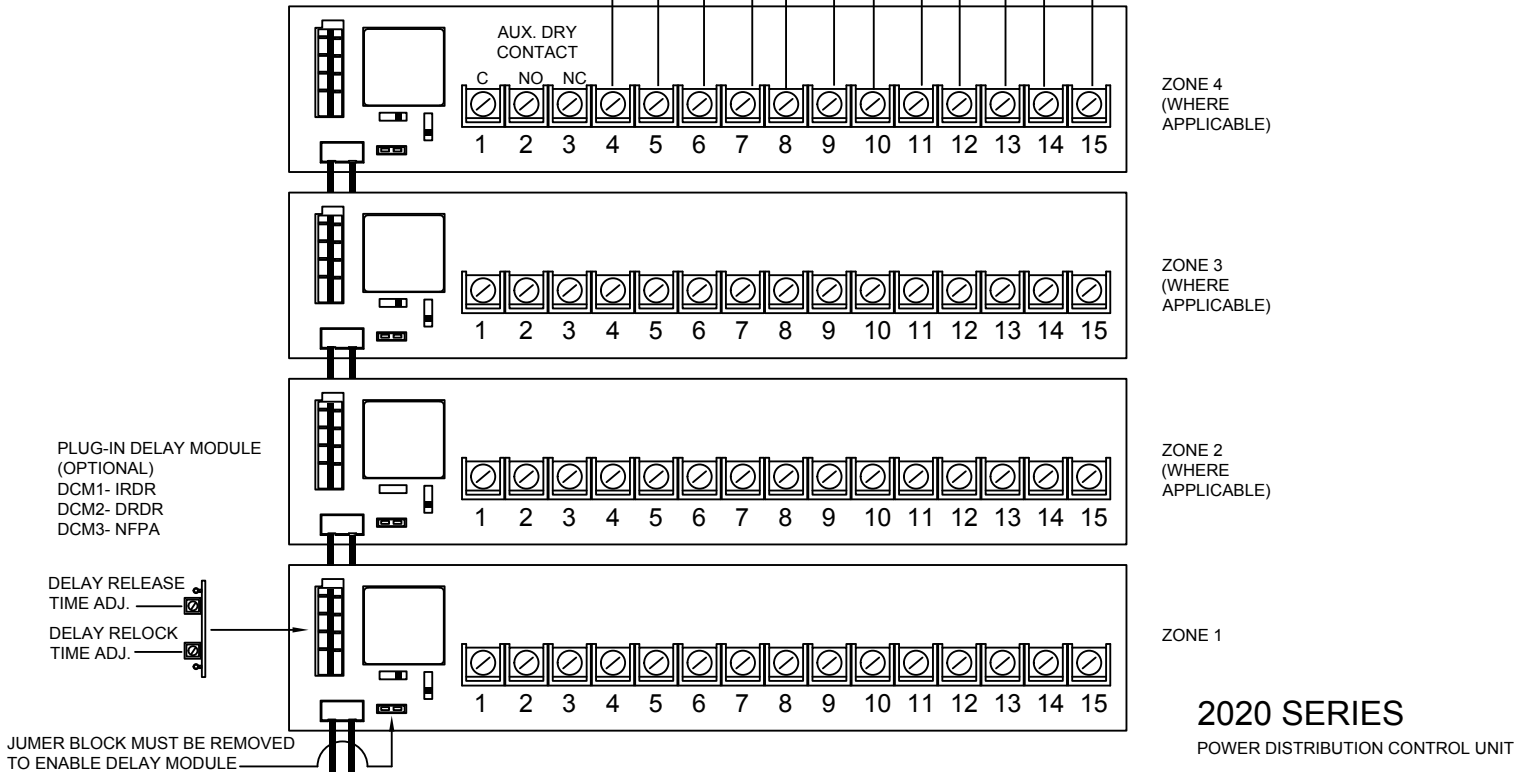 AUX. DRY
CONTACT
C NO NC
1 2 3 4 5 6 7 8 9 10 11 12 13 14 15
ZONE 4
(WHERE
APPLICABLE)
1 2 3 4 5 6 7 8 9 10 11 12 13 14 15
ZONE 3
(WHERE
APPLICABLE)
PLUG-IN DELAY MODULE
(OPTIONAL)
DCM1- IRDR
DCM2- DRDR
DCM3- NFPA
1 2 3 4 5 6 7 8 9 10 11 12 13 14 15
ZONE 2
(WHERE
APPLICABLE)
DELAY RELEASE
TIME ADJ.
DELAY RELOCK
TIME ADJ.
1 2 3 4 5 6 7 8 9 10 11 12 13 14 15
ZONE 1
JUMER BLOCK MUST BE REMOVED
TO ENABLE DELAY MODULE
2020 SERIES
POWER DISTRIBUTION CONTROL UNIT